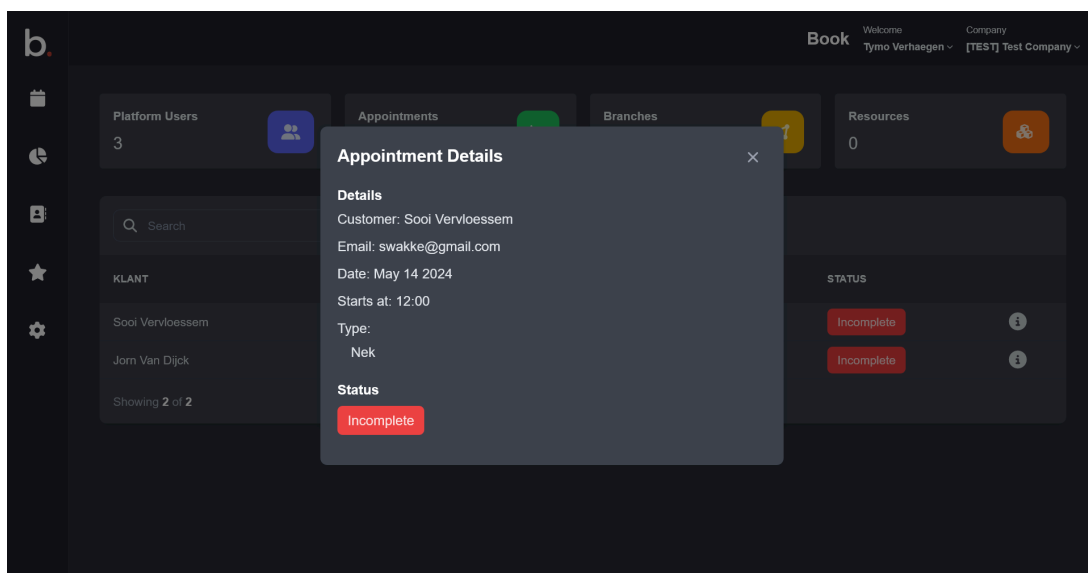 b.
Book
Welcome
Tymo Verhaegen
Company
[TEST] Test Company
Platform Users
3
Appointments
Branches
Resources
0
Appointment Details
Details
Customer: Sooi Vervloessem
Email: swakke@gmail.com
Date: May 14 2024
Starts at: 12:00
Type:
Nek
Status
Incomplete
Search
KLANT
STATUS
Sooi Vervloessem
Incomplete
Jorn Van Dijck
Incomplete
Showing 2 of 2